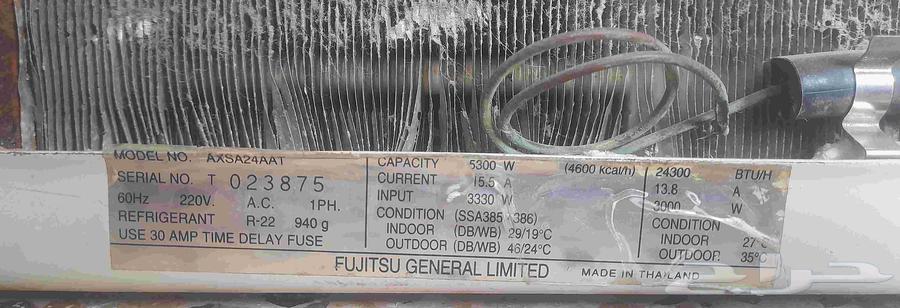 MODEL NO. AXSA24AAT
SERIAL NO. T 023875
60Hz 220V. A.C. 1PH.
REFRIGERANT R-22 940 g
USE 30 AMP TIME DELAY FUSE
CAPACITY 5300 W (4600 kcal/h)
CURRENT 15.5 A
INPUT 3330 W
CONDITION (SSA385 - 386)
INDOOR (DB/WB) 29/19°C
OUTDOOR (DB/WB) 46/24°C
24300 BTU/H
13.8 A
3000 W
CONDITION
INDOOR 27°C
OUTDOOR 35°C
FUJITSU GENERAL LIMITED MADE IN THAILAND
حراج